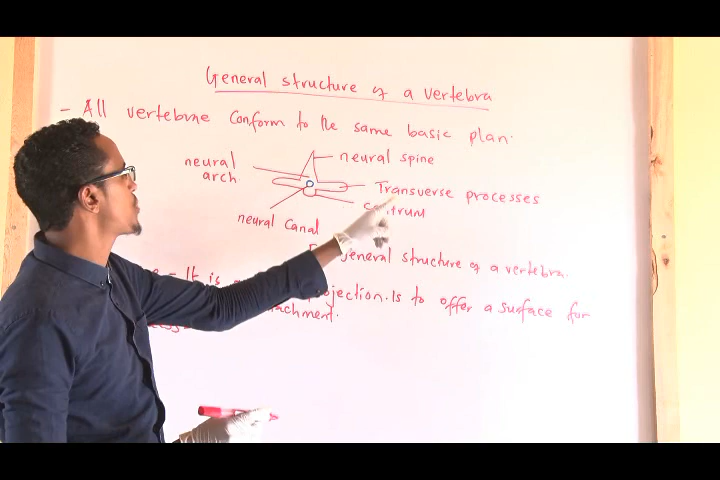 General structure of a vertebra
- All vertebrae conform to the same basic plan.
neural spine
neural arch
Transverse processes
centrum
neural canal
general structure of a vertebra.
- It is
projection. Is to offer a surface for
attachment.